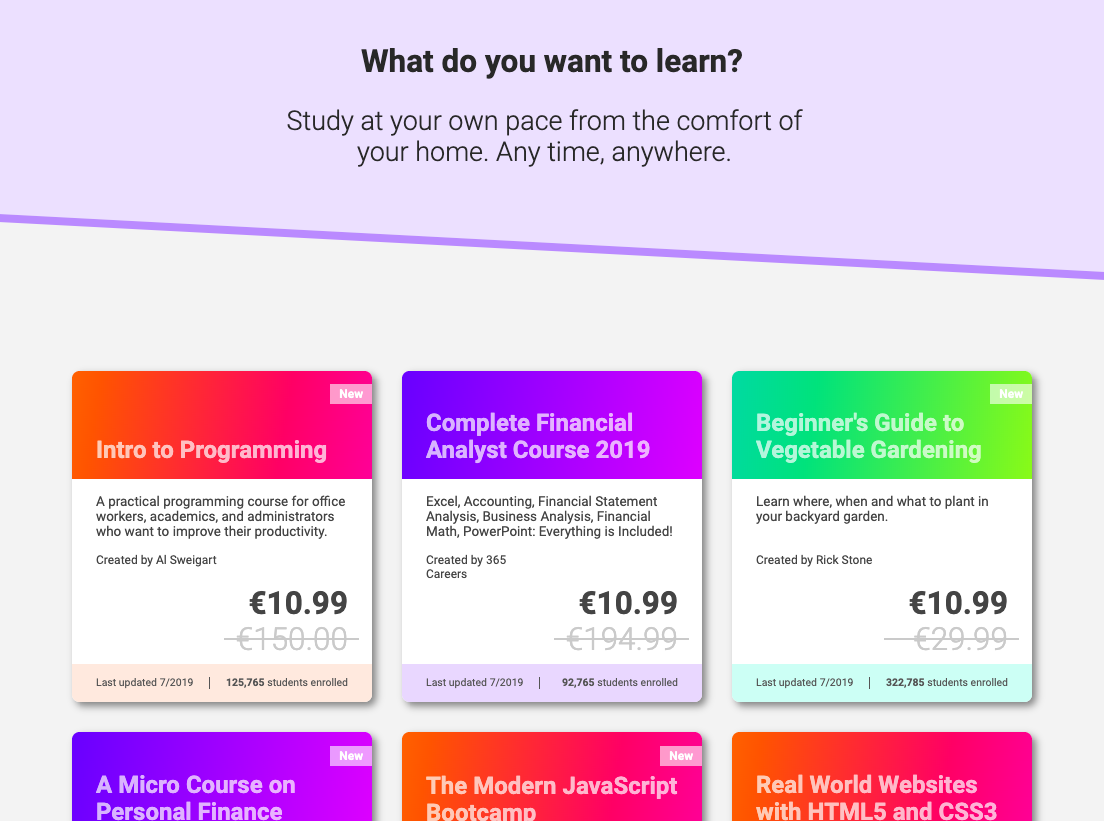 What do you want to learn?
Study at your own pace from the comfort of
your home. Any time, anywhere.
New
Intro to Programming
A practical programming course for office
workers, academics, and administrators
who want to improve their productivity.
Created by Al Sweigart
€10.99
€150.00
Last updated 7/2019 | 125,765 students enrolled
Complete Financial
Analyst Course 2019
Excel, Accounting, Financial Statement
Analysis, Business Analysis, Financial
Math, PowerPoint: Everything is Included!
Created by 365
Careers
€10.99
€194.99
Last updated 7/2019 | 92,765 students enrolled
New
Beginner's Guide to
Vegetable Gardening
Learn where, when and what to plant in
your backyard garden.
Created by Rick Stone
€10.99
€29.99
Last updated 7/2019 | 322,785 students enrolled
New
A Micro Course on
Personal Finance
New
The Modern JavaScript
Bootcamp
Real World Websites
with HTML5 and CSS3